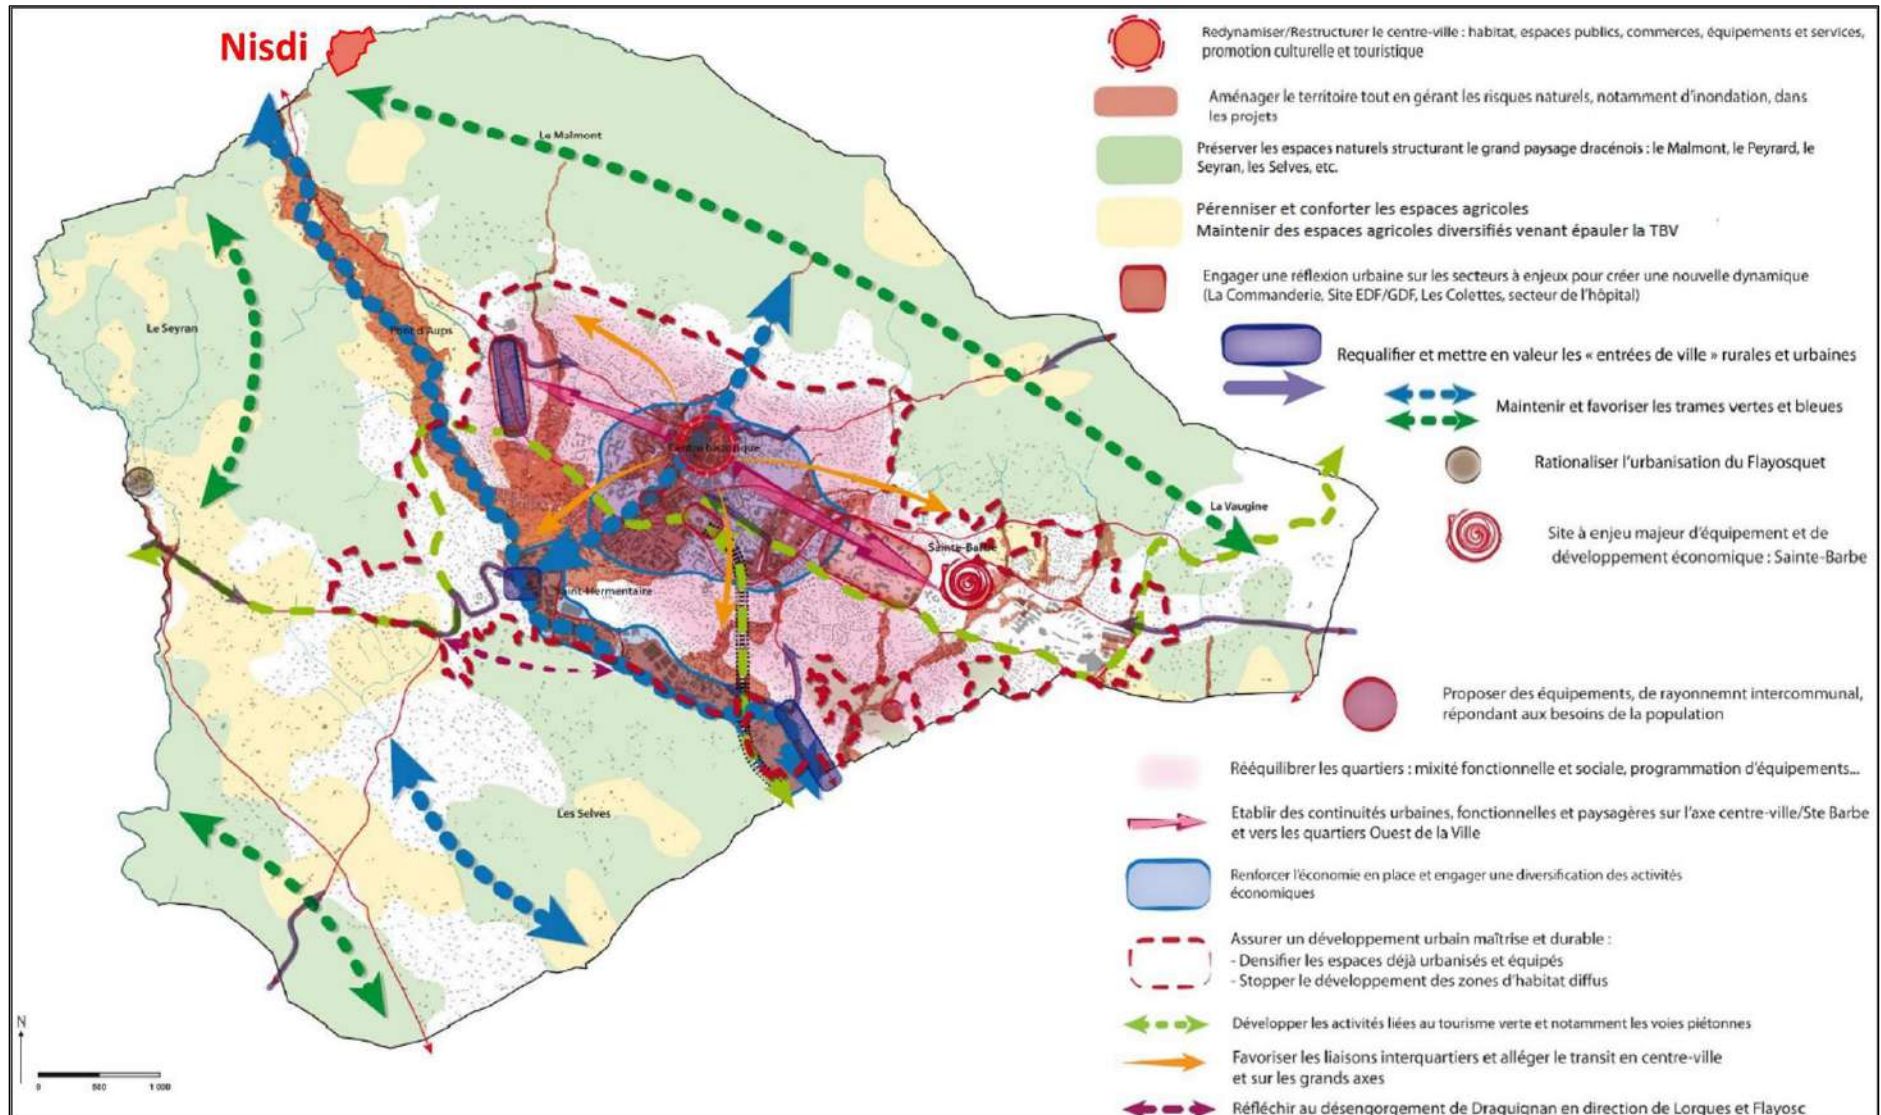 Nisdi
Le Malmont
Le Seyran
Pont d'Aups
Centre historique
La Vaugine
Sainte-Barbe
Saint-Hermentaire
Les Selves
N
0 500 1 000
Redynamiser/Restructurer le centre-ville : habitat, espaces publics, commerces, équipements et services,
promotion culturelle et touristique
Aménager le territoire tout en gérant les risques naturels, notamment d'inondation, dans
les projets
Préserver les espaces naturels structurant le grand paysage dracénois : le Malmont, le Peyrard, le
Seyran, les Selves, etc.
Pérenniser et conforter les espaces agricoles
Maintenir des espaces agricoles diversifiés venant épauler la TBV
Engager une réflexion urbaine sur les secteurs à enjeux pour créer une nouvelle dynamique
(La Commanderie, Site EDF/GDF, Les Colettes, secteur de l'hôpital)
Requalifier et mettre en valeur les « entrées de ville » rurales et urbaines
Maintenir et favoriser les trames vertes et bleues
Rationaliser l'urbanisation du Flayosquet
Site à enjeu majeur d'équipement et de
développement économique : Sainte-Barbe
Proposer des équipements, de rayonnemnt intercommunal,
répondant aux besoins de la population
Rééquilibrer les quartiers : mixité fonctionnelle et sociale, programmation d'équipements...
Etablir des continuités urbaines, fonctionnelles et paysagères sur l'axe centre-ville/Ste Barbe
et vers les quartiers Ouest de la Ville
Renforcer l'économie en place et engager une diversification des activités
économiques
Assurer un développement urbain maîtrise et durable :
- Densifier les espaces déjà urbanisés et équipés
- Stopper le développement des zones d'habitat diffus
Développer les activités liées au tourisme verte et notamment les voies piétonnes
Favoriser les liaisons interquartiers et alléger le transit en centre-ville
et sur les grands axes
Réfléchir au désengorgement de Draguignan en direction de Lorgues et Flayosc